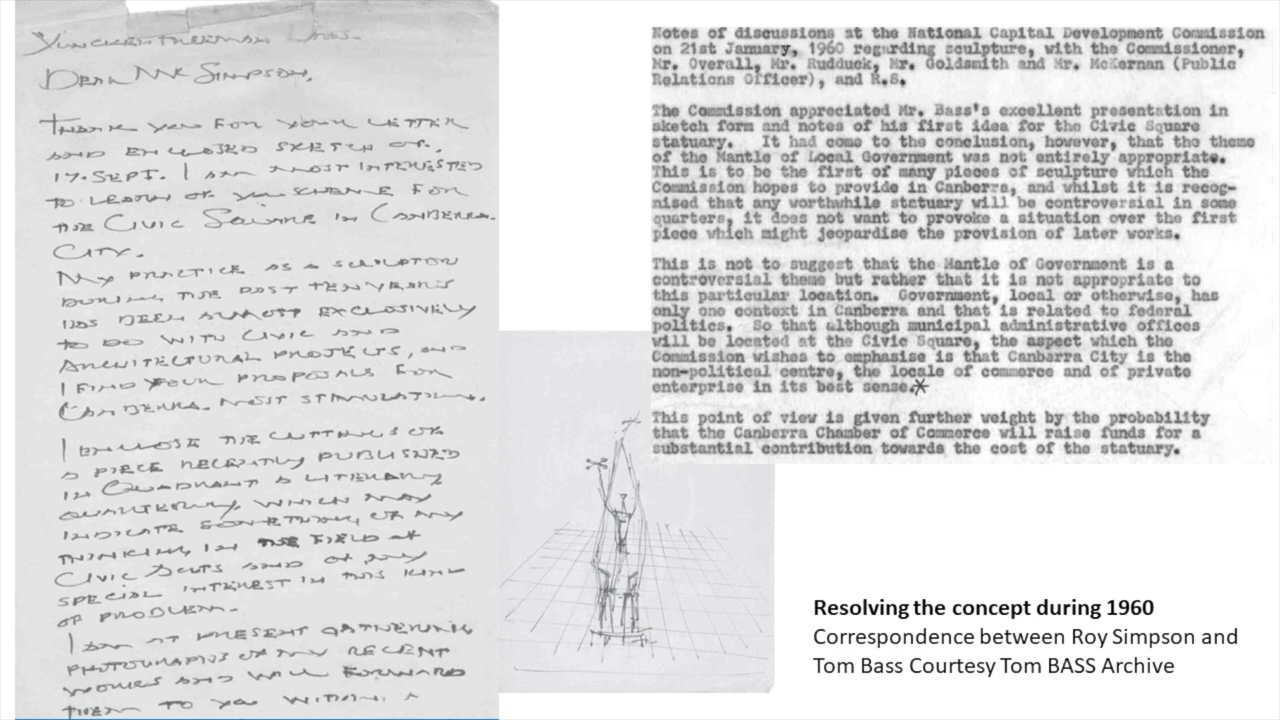 Yuncken Freeman Bros.
Dear Mr Simpson,
Thank you for your letter
and enclosed sketch of,
17. Sept. I am most interested
to learn of your scheme for
the Civic Square in Canberra
City.
My practice as a sculptor
during the past ten years
has been almost exclusively
to do with civic and
architectural projects, and
I find your proposals for
Canberra most stimulating.
I enclose the cuttings of
a piece recently published
in Quadrant a literary
quarterly, which may
indicate something of my
thinking in the field of
Civic Arts and of my
special interest in this kind
of problem.
I am at present gathering
photographs of my recent
works and will forward
them to you within a
Notes of discussions at the National Capital Development Commission
on 21st January, 1960 regarding sculpture, with the Commissioner,
Mr. Overall, Mr. Rudduck, Mr. Goldsmith and Mr. McKernan (Public
Relations Officer), and R.S.
The Commission appreciated Mr. Bass's excellent presentation in
sketch form and notes of his first idea for the Civic Square
statuary. It had come to the conclusion, however, that the theme
of the Mantle of Local Government was not entirely appropriate.
This is to be the first of many pieces of sculpture which the
Commission hopes to provide in Canberra, and whilst it is recog-
nised that any worthwhile statuary will be controversial in some
quarters, it does not want to provoke a situation over the first
piece which might jeopardise the provision of later works.
This is not to suggest that the Mantle of Government is a
controversial theme but rather that it is not appropriate to
this particular location. Government, local or otherwise, has
only one context in Canberra and that is related to federal
politics. So that although municipal administrative offices
will be located at the Civic Square, the aspect which the
Commission wishes to emphasise is that Canberra City is the
non-political centre, the locale of commerce and of private
enterprise in its best sense.*
This point of view is given further weight by the probability
that the Canberra Chamber of Commerce will raise funds for a
substantial contribution towards the cost of the statuary.
Resolving the concept during 1960
Correspondence between Roy Simpson and
Tom Bass Courtesy Tom BASS Archive